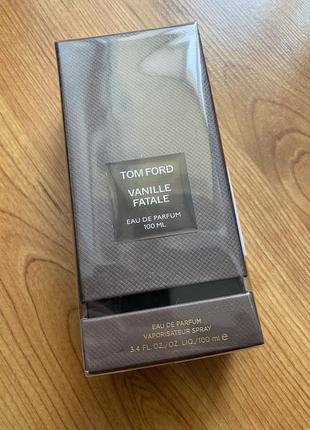 TOM FORD
VANILLE
FATALE
EAU DE PARFUM
100 ML
EAU DE PARFUM
VAPORISATEUR SPRAY
3.4 FL. OZ./OZ. LIQ./100 ml ℮